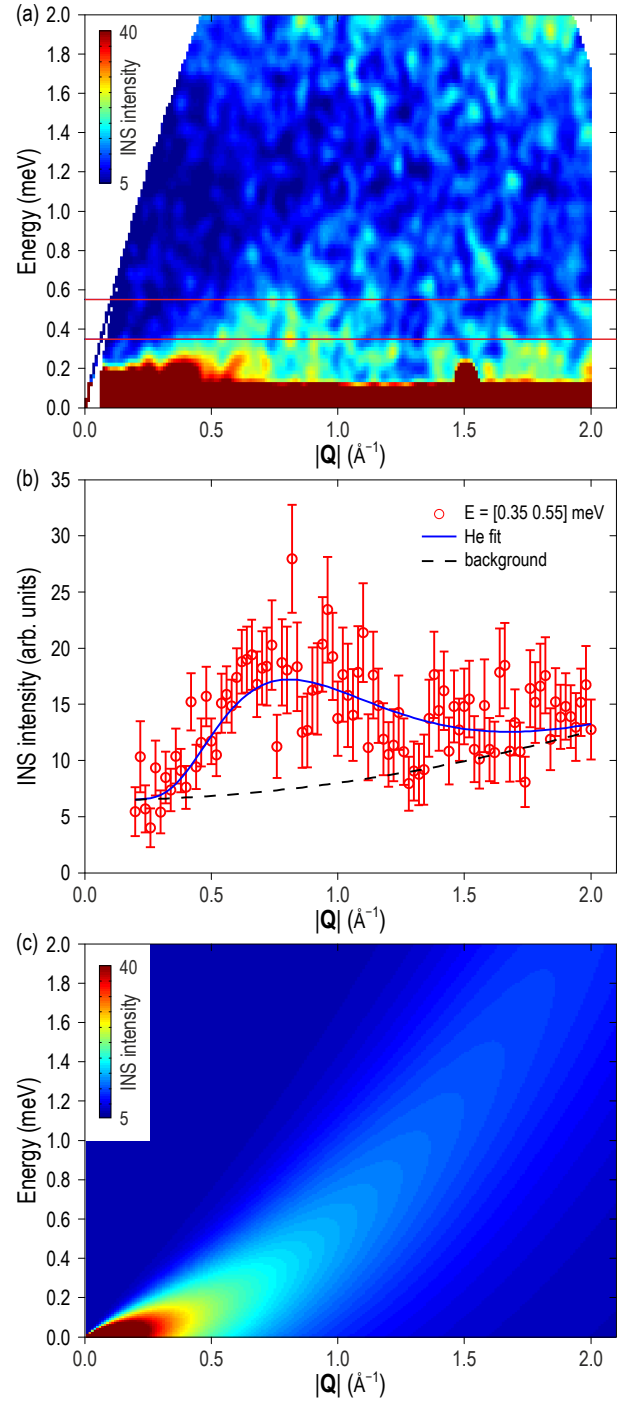 (a)
2.0
1.8
1.6
1.4
1.2
1.0
0.8
0.6
0.4
0.2
0.0
Energy (meV)
40
INS intensity
5
0.0 0.5 1.0 1.5 2.0
|Q| (Å⁻¹)
(b)
35
30
25
20
15
10
5
0
INS intensity (arb. units)
E = [0.35 0.55] meV
He fit
background
0.0 0.5 1.0 1.5 2.0
|Q| (Å⁻¹)
(c)
2.0
1.8
1.6
1.4
1.2
1.0
0.8
0.6
0.4
0.2
0.0
Energy (meV)
40
INS intensity
5
0.0 0.5 1.0 1.5 2.0
|Q| (Å⁻¹)